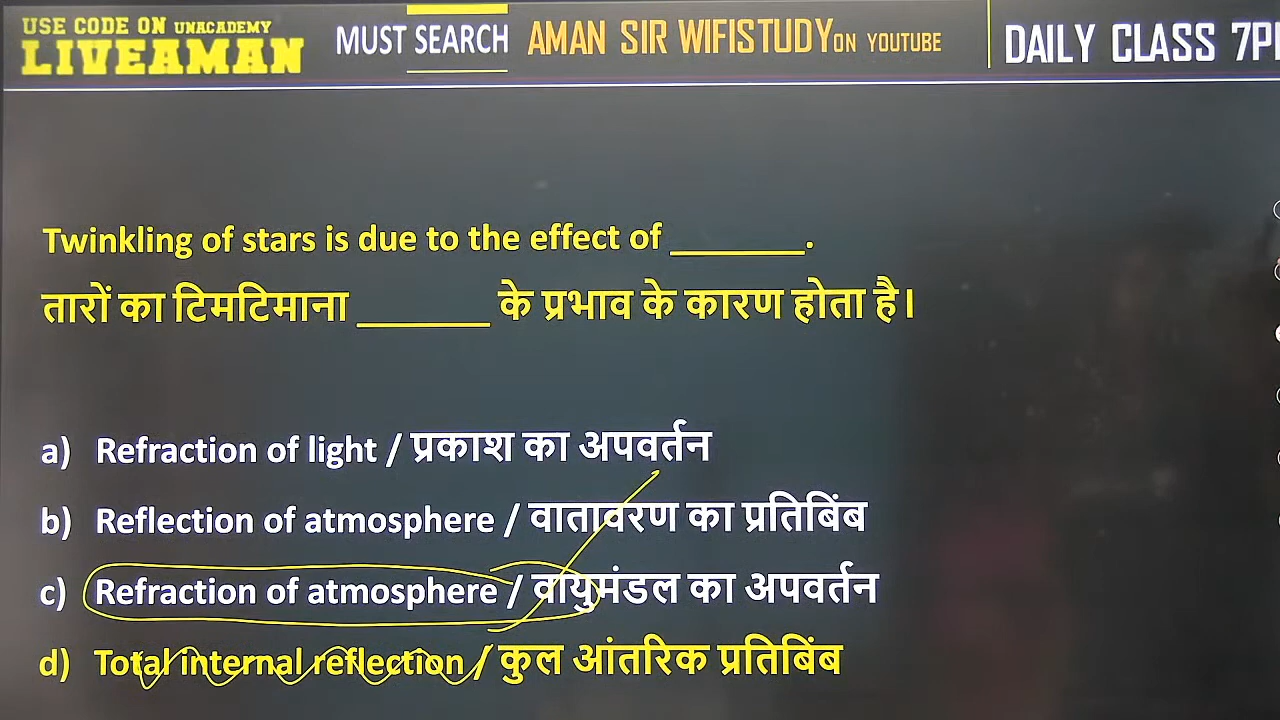 USE CODE ON UNACADEMY
LIVEAMAN
MUST SEARCH
AMAN SIR WIFISTUDY ON YOUTUBE
DAILY CLASS
Twinkling of stars is due to the effect of _______.
तारों का टिमटिमाना _______ के प्रभाव के कारण होता है।
a) Refraction of light / प्रकाश का अपवर्तन
b) Reflection of atmosphere / वातावरण का प्रतिबिंब
c) Refraction of atmosphere / वायुमंडल का अपवर्तन
d) Total internal reflection / कुल आंतरिक प्रतिबिंब